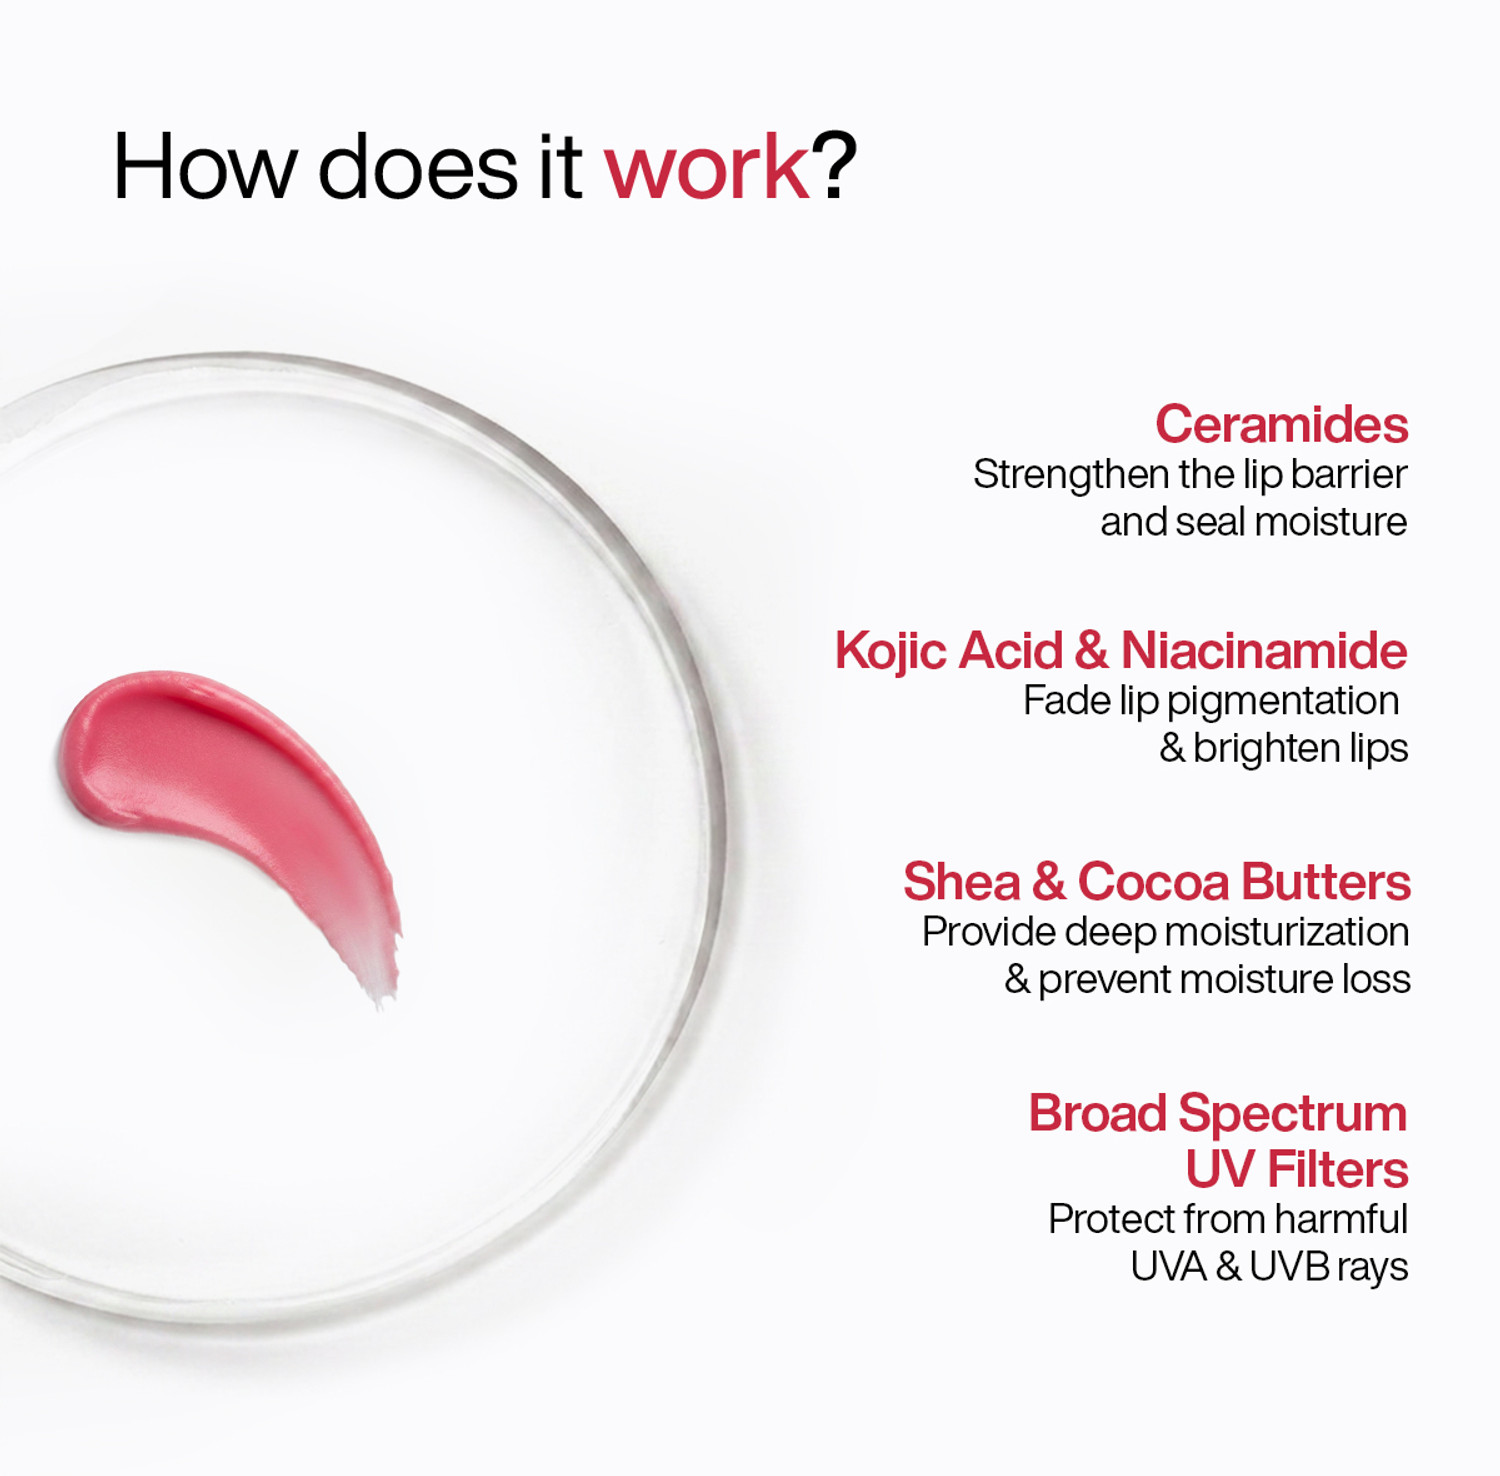 How does it work?
Ceramides
Strengthen the lip barrier
and seal moisture
Kojic Acid & Niacinamide
Fade lip pigmentation
& brighten lips
Shea & Cocoa Butters
Provide deep moisturization
& prevent moisture loss
Broad Spectrum
UV Filters
Protect from harmful
UVA & UVB rays